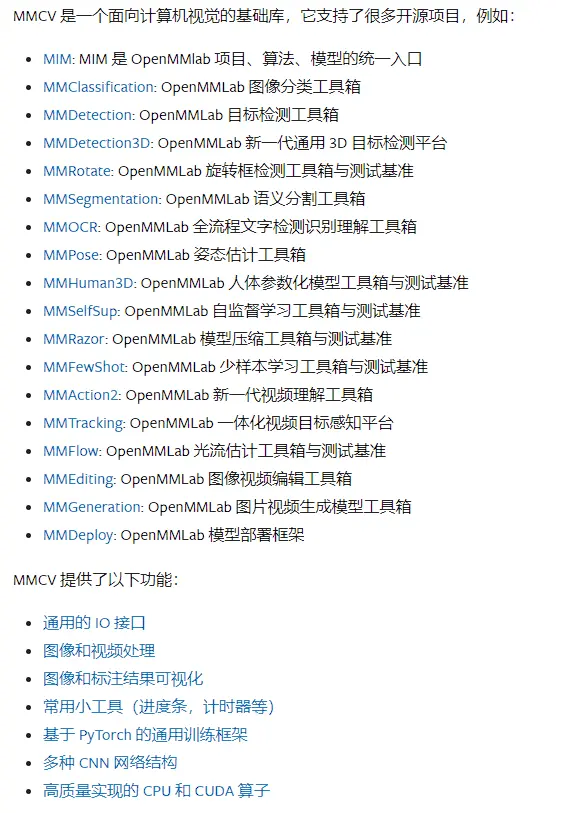 MMCV 是一个面向计算机视觉的基础库，它支持了很多开源项目，例如：
MIM: MIM 是 OpenMMlab 项目、算法、模型的统一入口
MMClassification: OpenMMLab 图像分类工具箱
MMDetection: OpenMMLab 目标检测工具箱
MMDetection3D: OpenMMLab 新一代通用 3D 目标检测平台
MMRotate: OpenMMLab 旋转框检测工具箱与测试基准
MMSegmentation: OpenMMLab 语义分割工具箱
MMOCR: OpenMMLab 全流程文字检测识别理解工具箱
MMPose: OpenMMLab 姿态估计工具箱
MMHuman3D: OpenMMLab 人体参数化模型工具箱与测试基准
MMSelfSup: OpenMMLab 自监督学习工具箱与测试基准
MMRazor: OpenMMLab 模型压缩工具箱与测试基准
MMFewShot: OpenMMLab 少样本学习工具箱与测试基准
MMAction2: OpenMMLab 新一代视频理解工具箱
MMTracking: OpenMMLab 一体化视频目标感知平台
MMFlow: OpenMMLab 光流估计工具箱与测试基准
MMEditing: OpenMMLab 图像视频编辑工具箱
MMGeneration: OpenMMLab 图片视频生成模型工具箱
MMDeploy: OpenMMLab 模型部署框架
MMCV 提供了以下功能：
通用的 IO 接口
图像和视频处理
图像和标注结果可视化
常用小工具（进度条，计时器等）
基于 PyTorch 的通用训练框架
多种 CNN 网络结构
高质量实现的 CPU 和 CUDA 算子